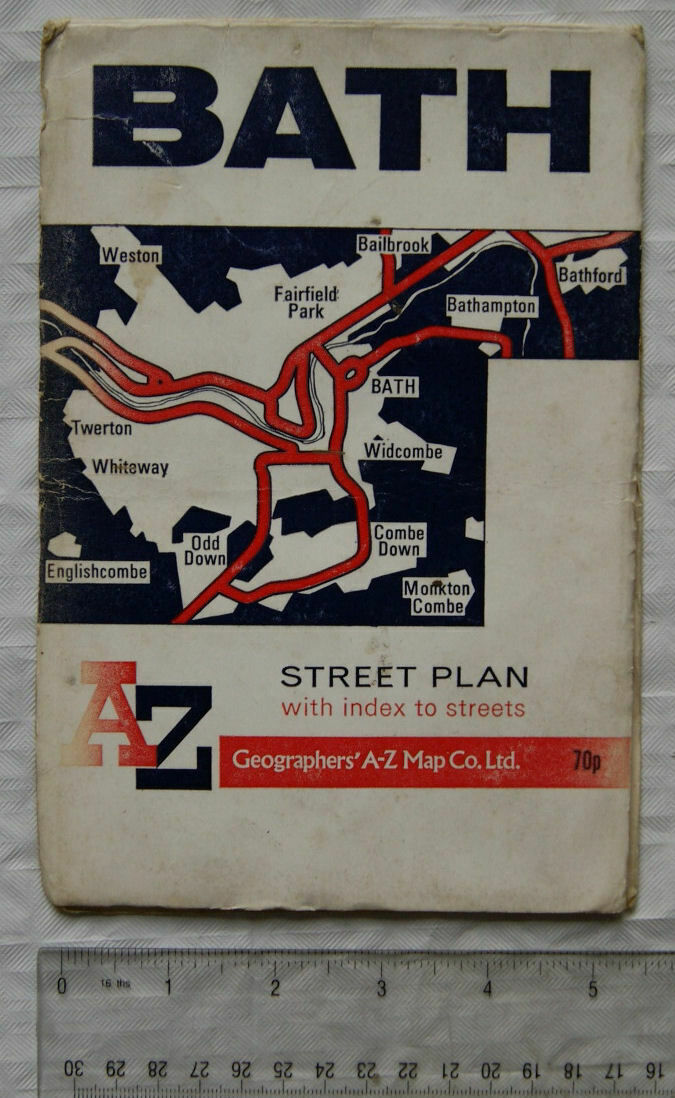 BATH
Weston
Bailbrook
Bathford
Fairfield
Park
Bathampton
BATH
Twerton
Widcombe
Whiteway
Odd
Down
Combe
Down
Englishcombe
Monkton
Combe
AZ
STREET PLAN
with index to streets
Geographers' A-Z Map Co. Ltd. 70p
0 16 ths 1 2 3 4 5
30 29 28 27 26 25 24 23 22 21 20 19 18 17 16